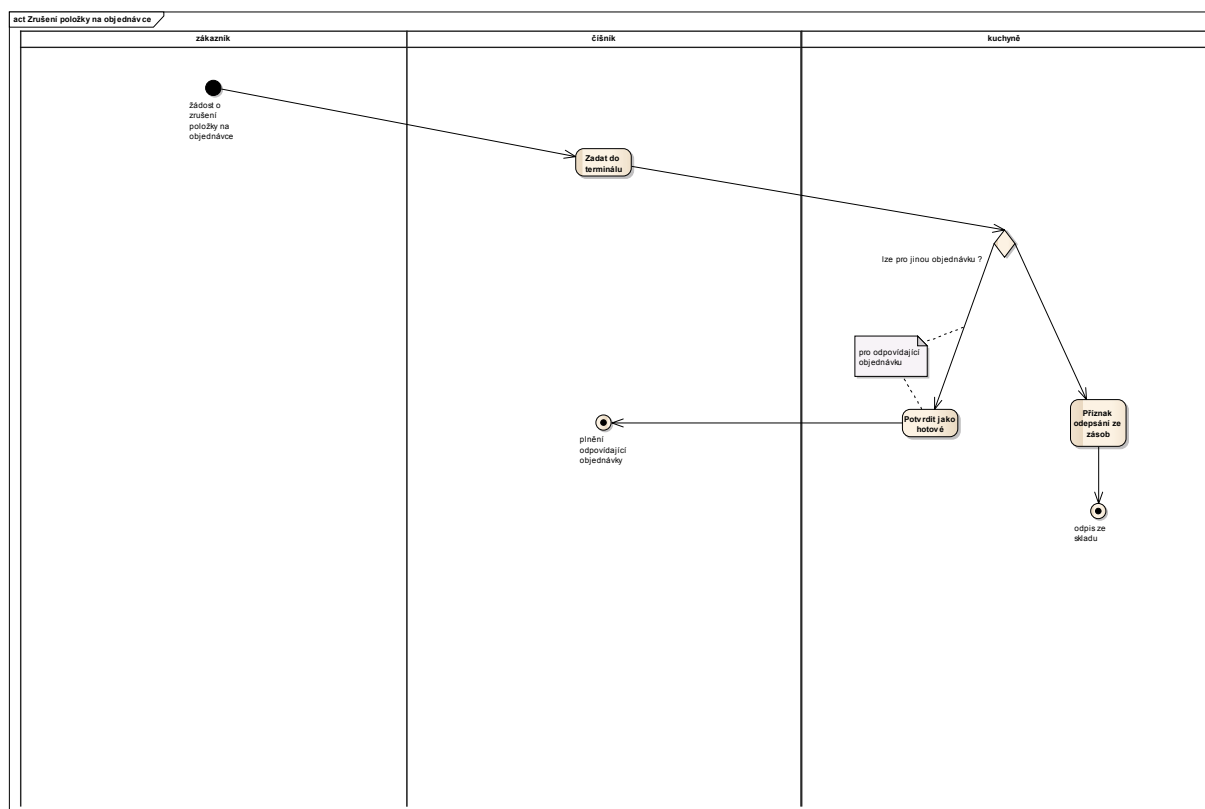 act Zrušení položky na objednávce
zákazník
číšník
kuchyně
žádost o
zrušení
položky na
objednávce
Zadat do
terminálu
lze pro jinou objednávku ?
pro odpovídající
objednávku
Potvrdit jako
hotové
Příznak
odepsání ze
zásob
plnění
odpovídající
objednávky
odpis ze
skladu